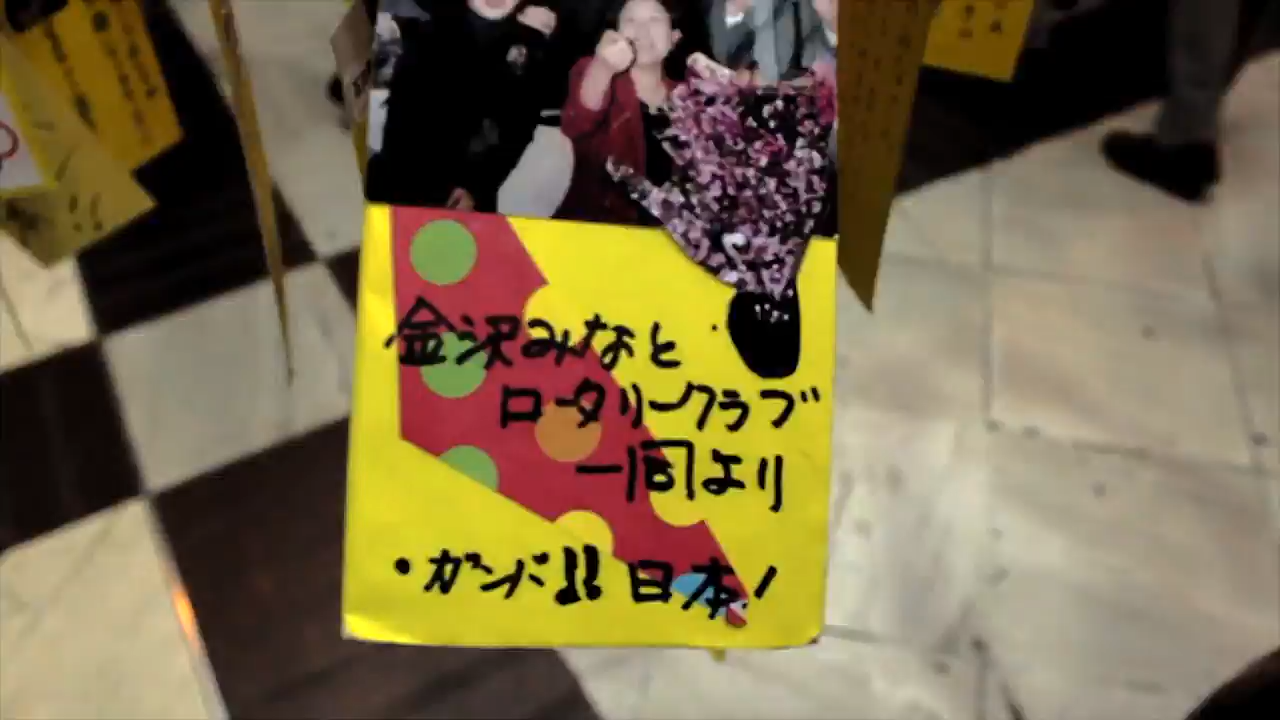 金沢みなと
ロータリークラブ
一同より
・ガンバ!! 日本!